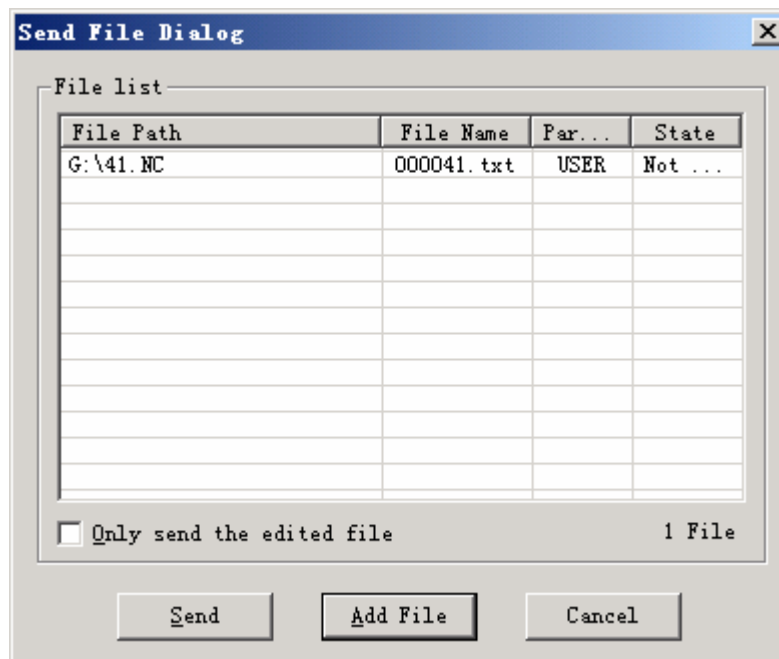 Send File Dialog
File list
File Path File Name Par... State
G:\41.NC 000041.txt USER Not ...
Only send the edited file 1 File
Send Add File Cancel